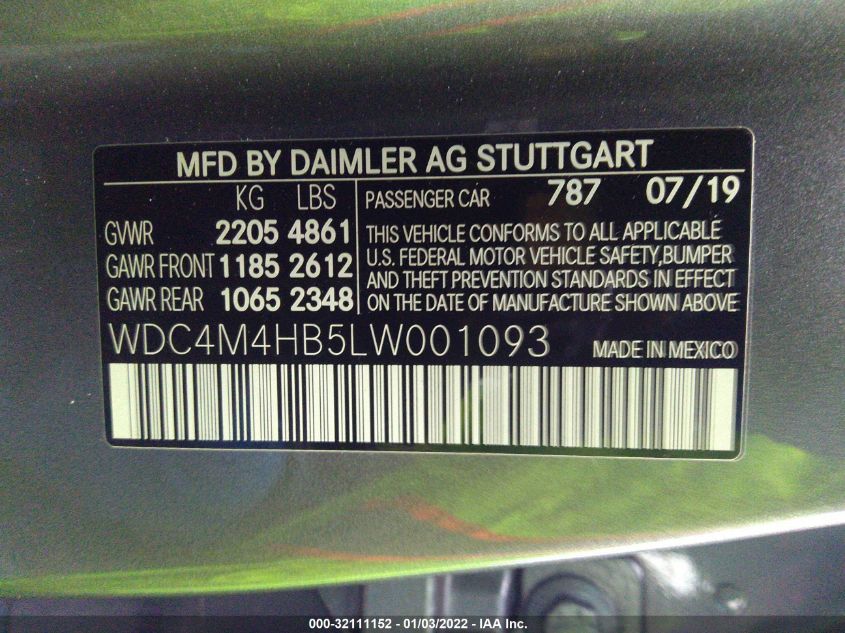 MFD BY DAIMLER AG STUTTGART
KG LBS
GVWR 2205 4861
GAWR FRONT 1185 2612
GAWR REAR 1065 2348
PASSENGER CAR 787 07/19
THIS VEHICLE CONFORMS TO ALL APPLICABLE
U.S. FEDERAL MOTOR VEHICLE SAFETY,BUMPER
AND THEFT PREVENTION STANDARDS IN EFFECT
ON THE DATE OF MANUFACTURE SHOWN ABOVE
WDC4M4HB5LW001093 MADE IN MEXICO
000-32111152 - 01/03/2022 - IAA Inc.